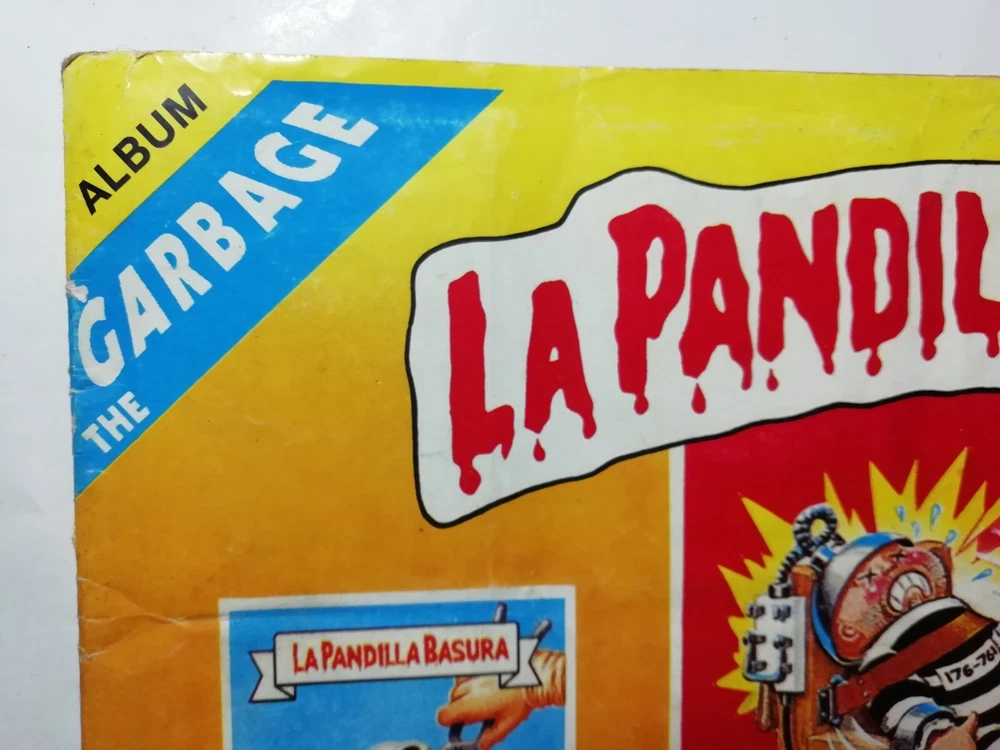 ALBUM
THE GARBAGE
LA PANDIL
LA PANDILLA BASURA
176-761